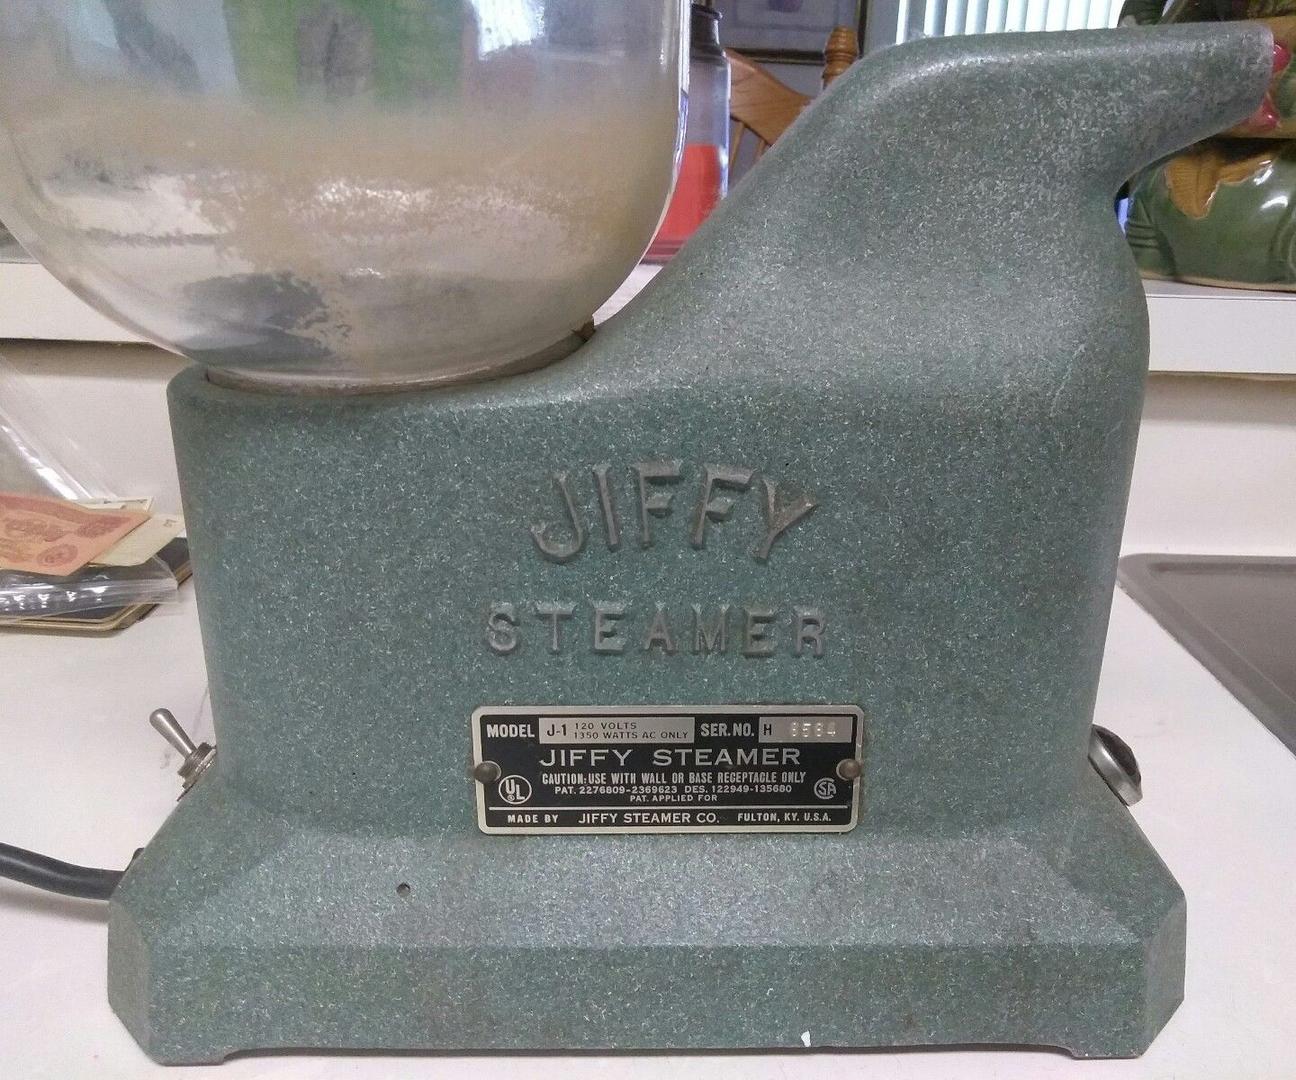 JIFFY
STEAMER
MODEL J-1 120 VOLTS
1350 WATTS AC ONLY
SER. NO. H
JIFFY STEAMER
CAUTION: USE WITH WALL OR BASE RECEPTACLE ONLY
PAT. 2276809-2369623 DES. 122949-135680
PAT. APPLIED FOR
UL
SA
MADE BY JIFFY STEAMER CO. FULTON, KY. U.S.A.